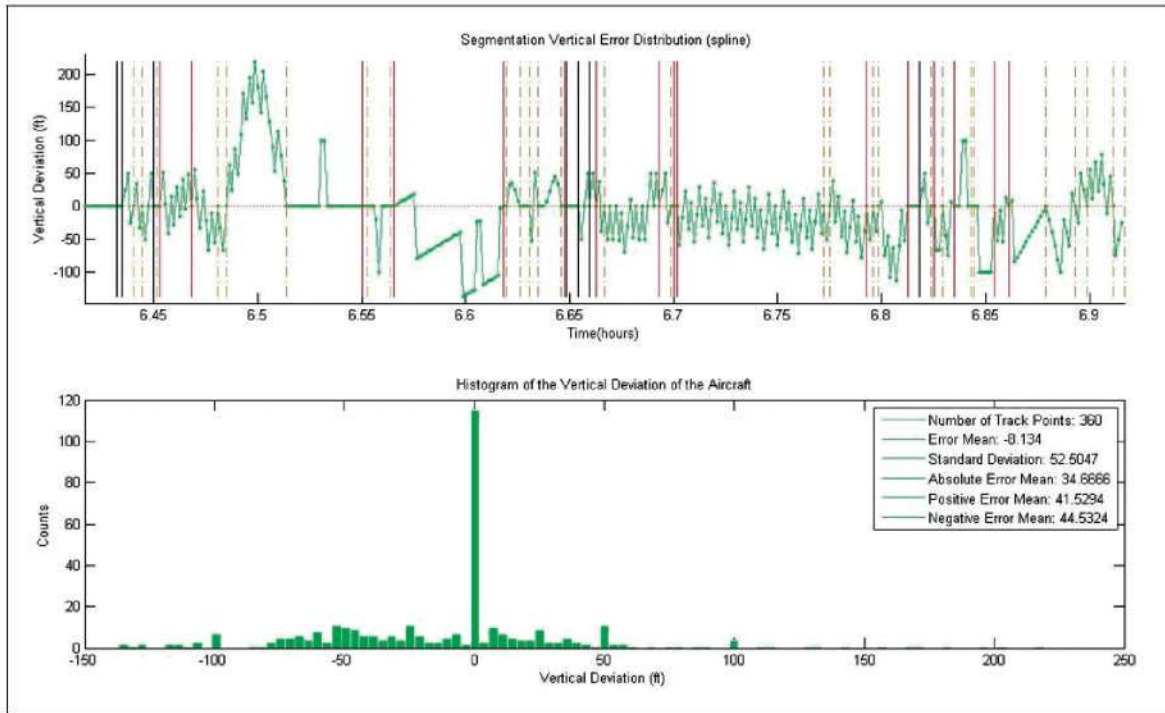 Segmentation Vertical Error Distribution (spline)
200
150
100
50
0
-50
-100
Vertical Deviation (ft)
6.45 6.5 6.55 6.6 6.65 6.7 6.75 6.8 6.85 6.9
Time(hours)
Histogram of the Vertical Deviation of the Aircraft
120
100
80
60
40
20
0
Counts
Number of Track Points: 360
Error Mean: -8.134
Standard Deviation: 52.5047
Absolute Error Mean: 34.6666
Positive Error Mean: 41.5294
Negative Error Mean: 44.5324
-150 -100 -50 0 50 100 150 200 250
Vertical Deviation (ft)